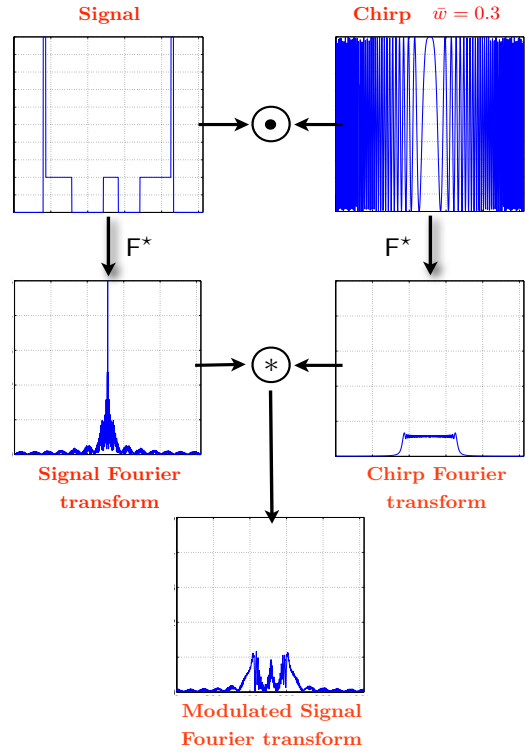 Signal
Chirp w̄ = 0.3
F⋆
F⋆
∗
Signal Fourier
transform
Chirp Fourier
transform
Modulated Signal
Fourier transform